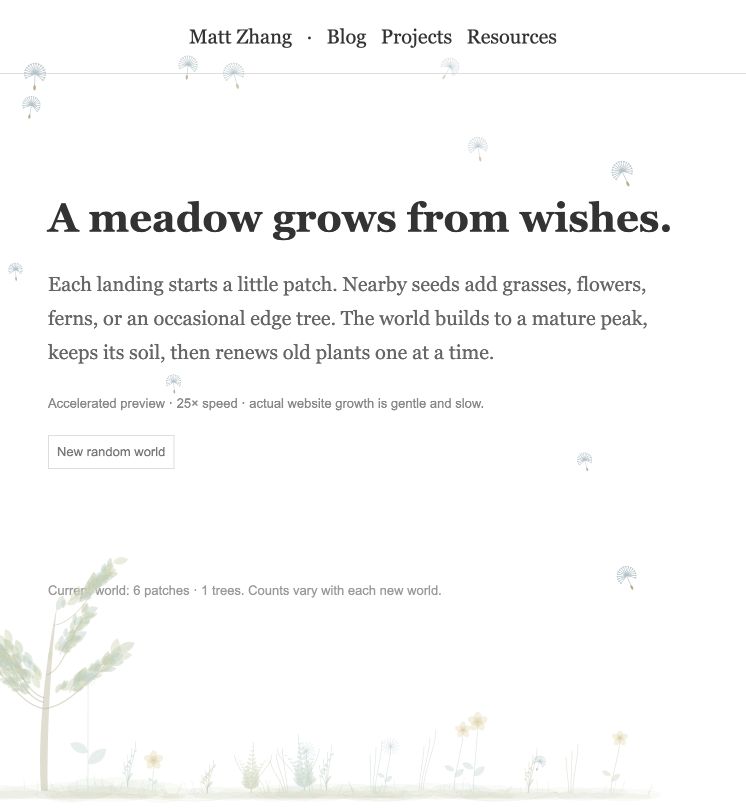 Matt Zhang · Blog Projects Resources
A meadow grows from wishes.
Each landing starts a little patch. Nearby seeds add grasses, flowers,
ferns, or an occasional edge tree. The world builds to a mature peak,
keeps its soil, then renews old plants one at a time.
Accelerated preview · 25× speed · actual website growth is gentle and slow.
New random world
Current world: 6 patches · 1 trees. Counts vary with each new world.